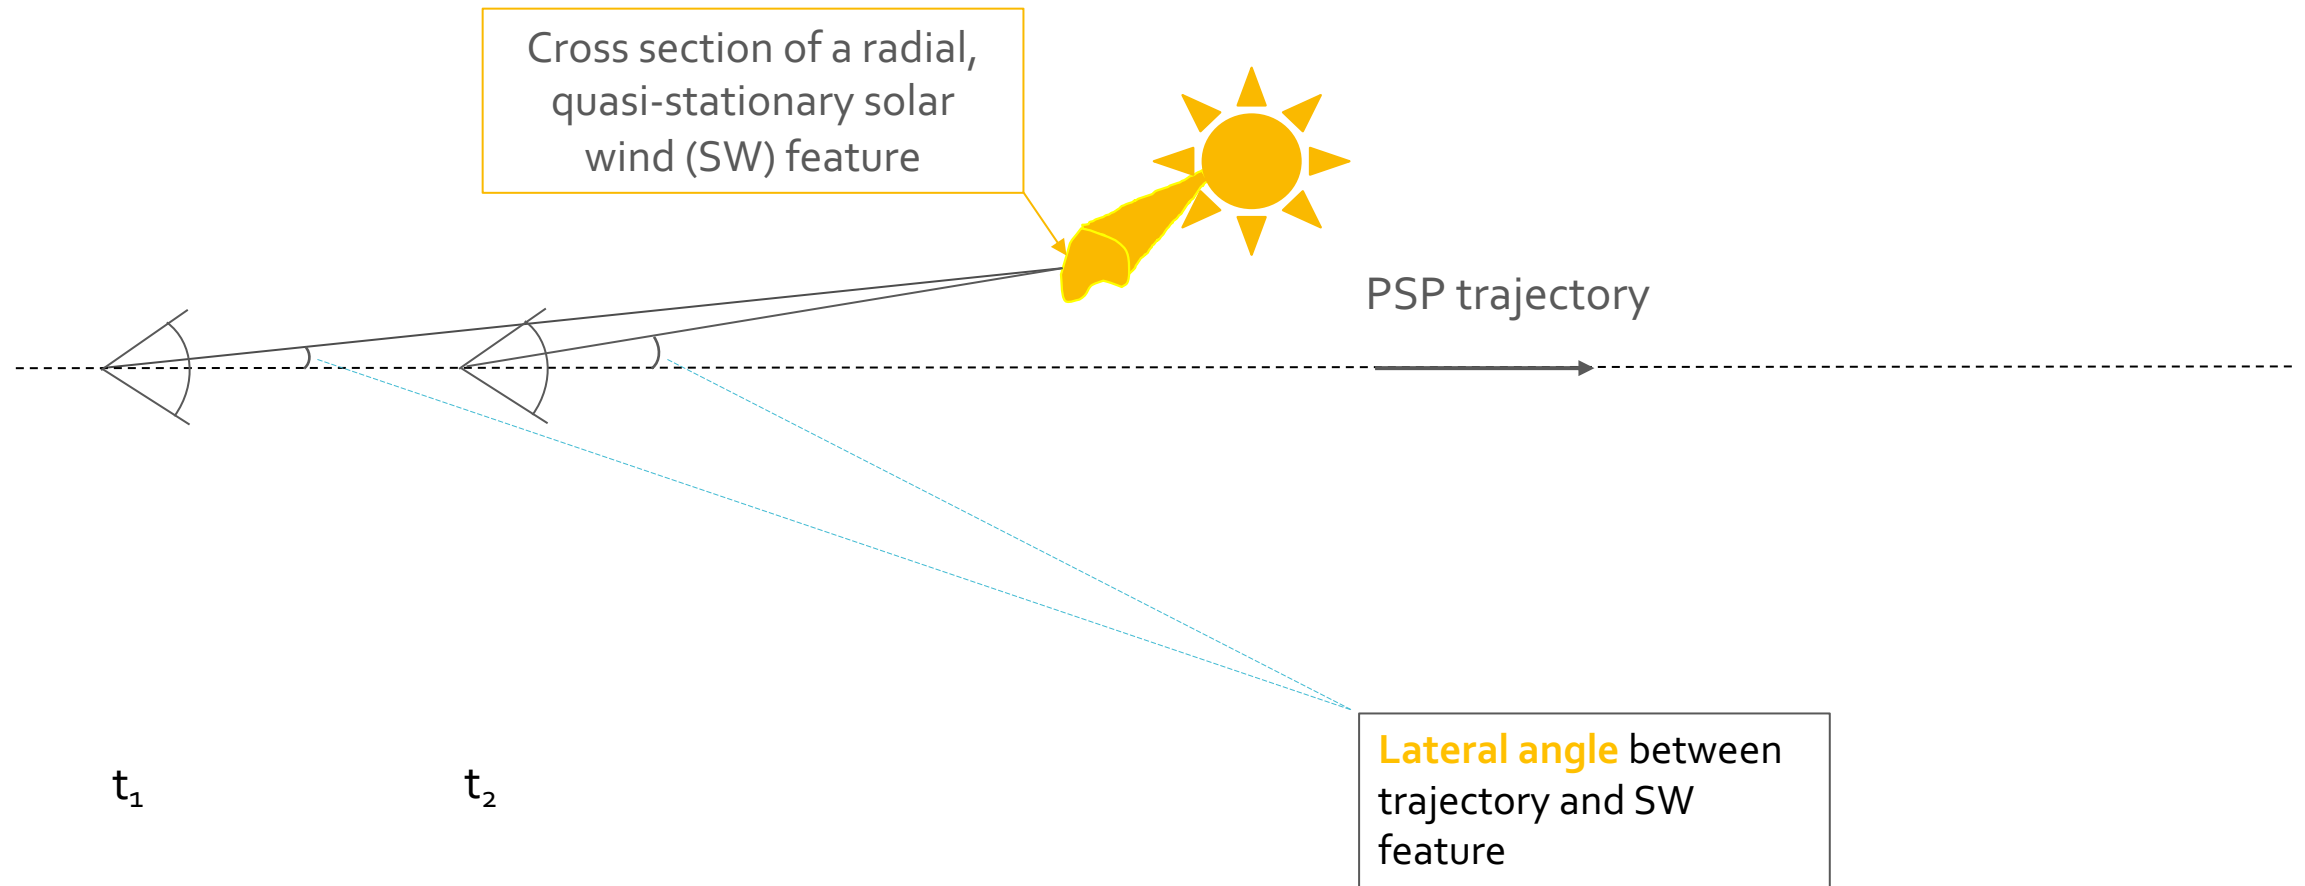 Cross section of a radial,
quasi-stationary solar
wind (SW) feature
PSP trajectory
Lateral angle between
trajectory and SW
feature
t₁
t₂